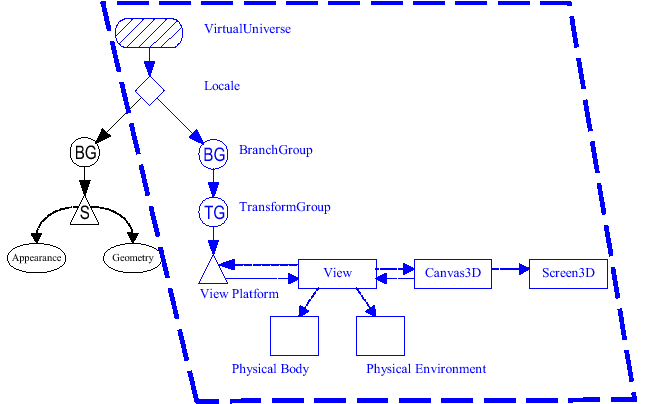 VirtualUniverse
Locale
BG
BG
BranchGroup
S
TG
TransformGroup
Appearance
Geometry
View
Canvas3D
Screen3D
View Platform
Physical Body
Physical Environment